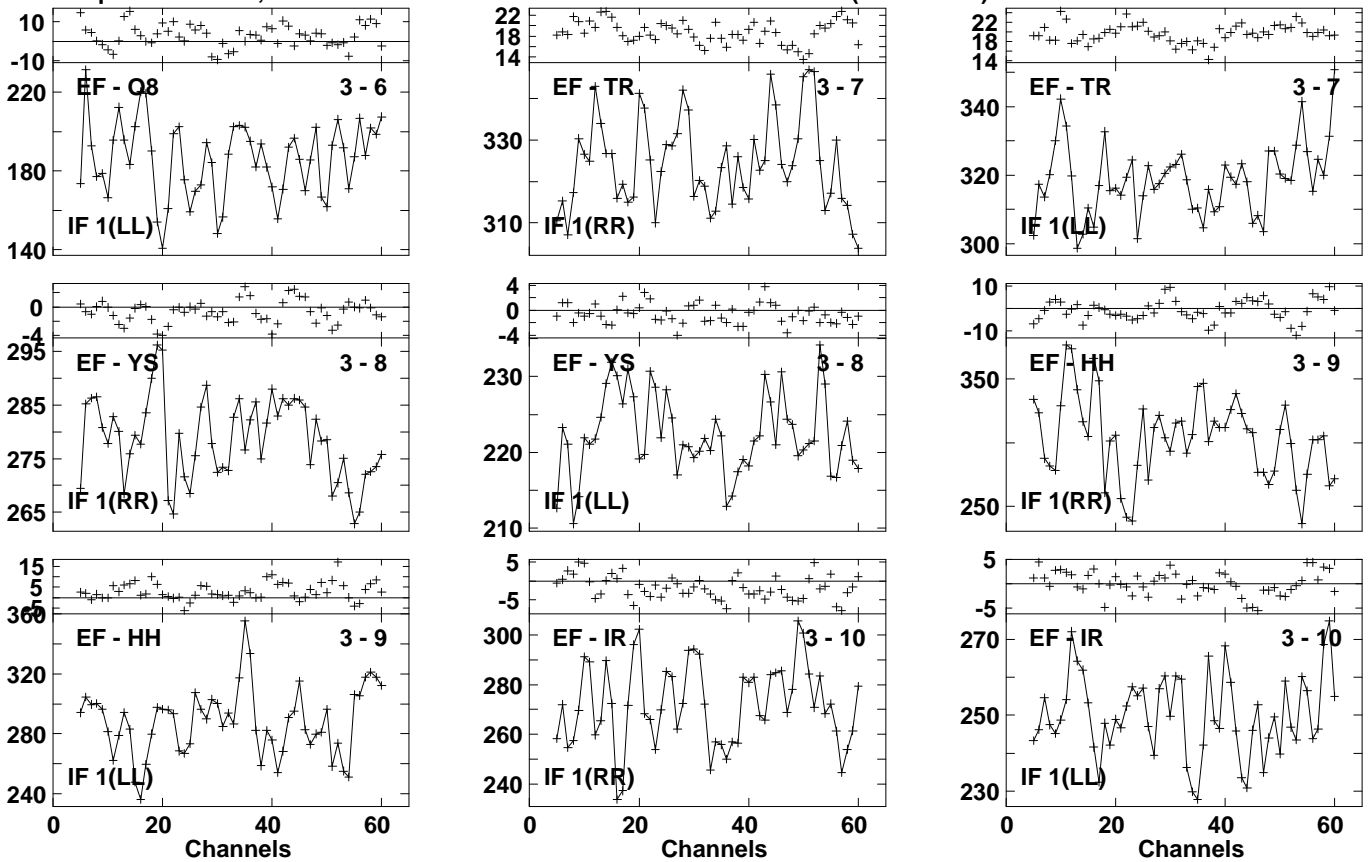 10
-10
220
180
140
EF - O8 3 - 6
IF 1(LL)
22
18
14
330
310
EF - TR 3 - 7
IF 1(RR)
22
18
14
340
320
300
EF - TR 3 - 7
IF 1(LL)
0
-4
295
285
275
265
EF - YS 3 - 8
IF 1(RR)
4
0
-4
230
220
210
EF - YS 3 - 8
IF 1(LL)
10
-10
350
250
EF - HH 3 - 9
IF 1(RR)
15
5
-5
360
320
280
240
EF - HH 3 - 9
IF 1(LL)
0 20 40 60
Channels
5
-5
300
280
260
240
EF - IR 3 - 10
IF 1(RR)
0 20 40 60
Channels
5
-5
270
250
230
EF - IR 3 - 10
IF 1(LL)
0 20 40 60
Channels